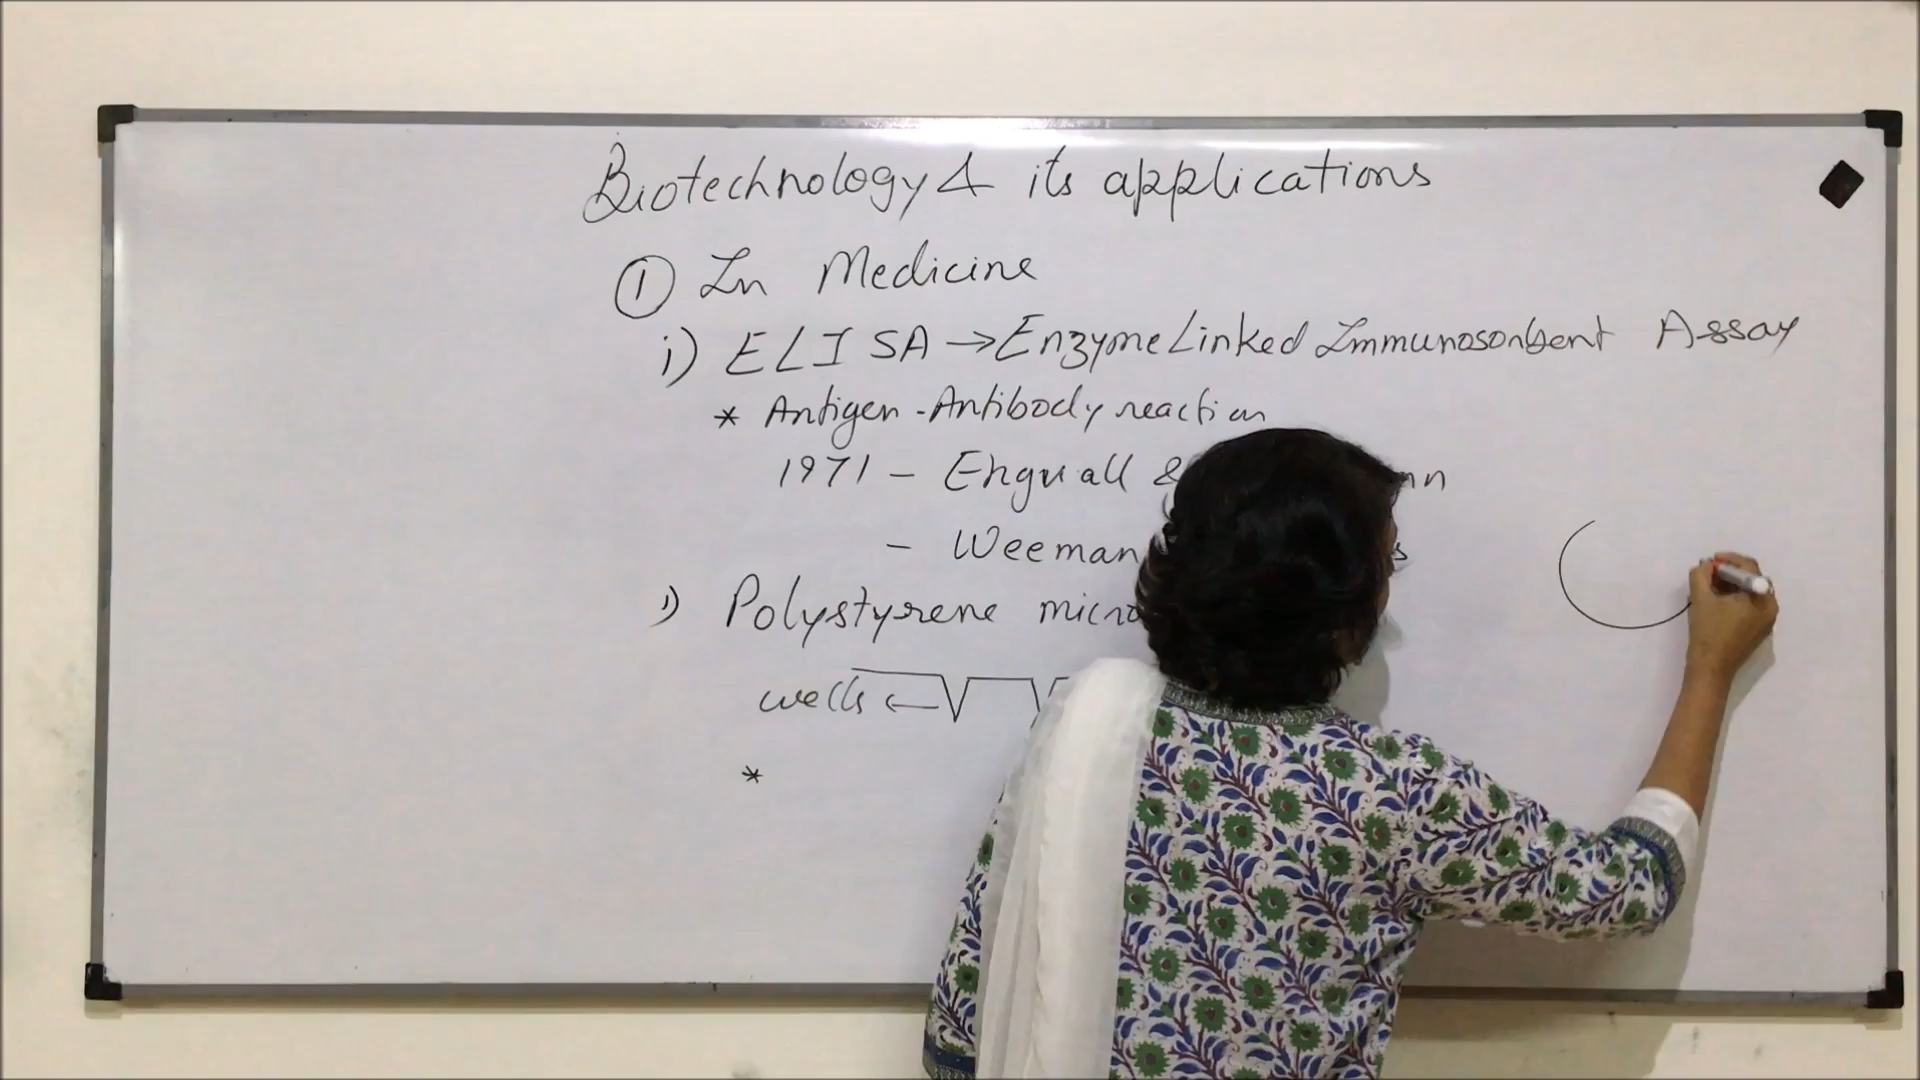 Biotechnology & its applications
① In Medicine
i) ELISA → Enzyme Linked Immunosorbent Assay
* Antigen - Antibody reaction
1971 - Engvall &
- Weeman
1) Polystyrene
wells ←
*